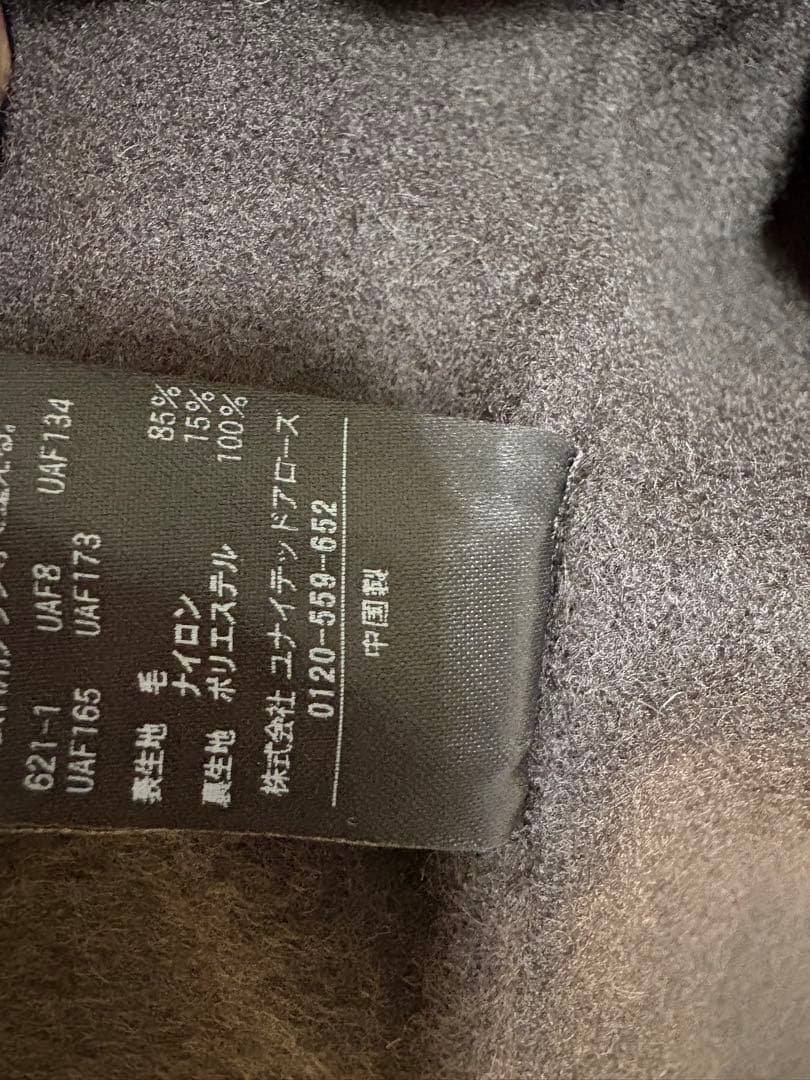 621-1 UAF8 UAF134
UAF165 UAF173
表生地 毛 85%
ナイロン 15%
裏生地 ポリエステル 100%
株式会社 ユナイテッドアローズ
0120-559-652
中国製